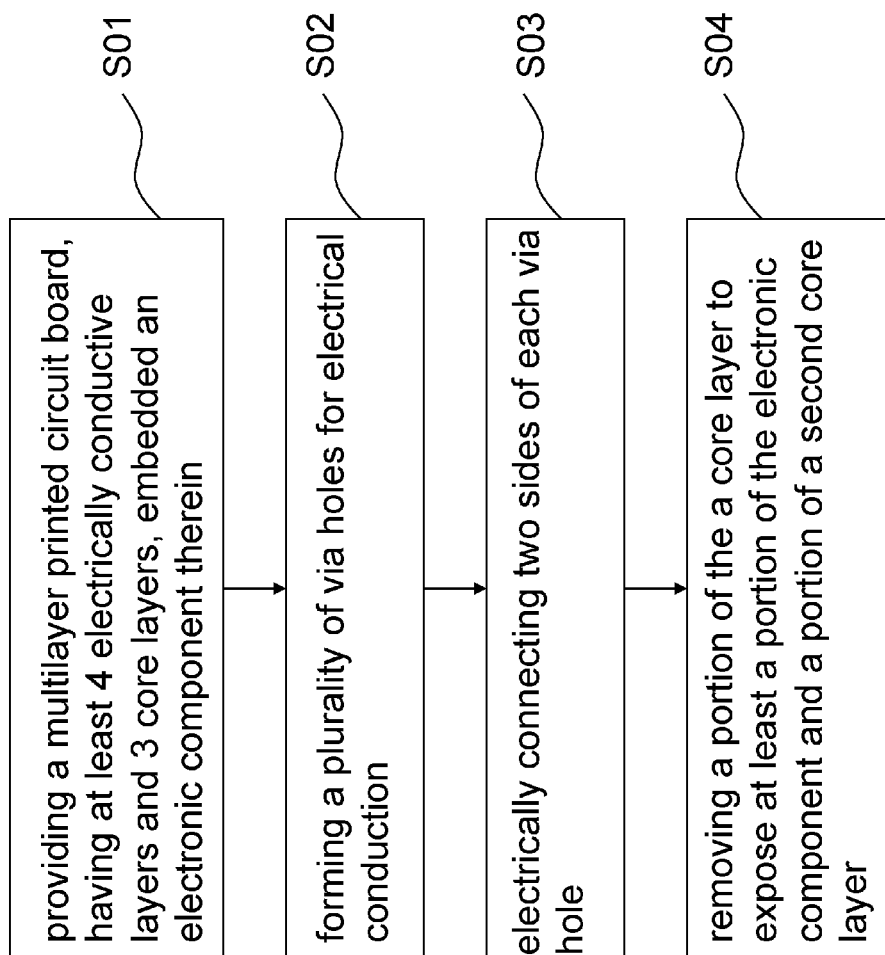 providing a multilayer printed circuit board,
having at least 4 electrically conductive
layers and 3 core layers, embedded an
electronic component therein
S01
forming a plurality of via holes for electrical
conduction
S02
electrically connecting two sides of each via
hole
S03
removing a portion of the a core layer to
expose at least a portion of the electronic
component and a portion of a second core
layer
S04